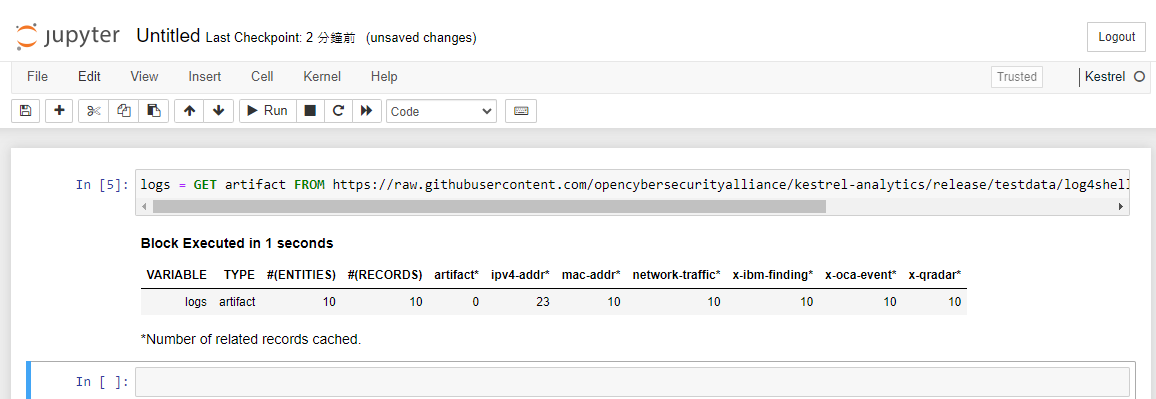 jupyter Untitled Last Checkpoint: 2 分鐘前 (unsaved changes) Logout
File Edit View Insert Cell Kernel Help Trusted Kestrel
Run Code
In [5]: logs = GET artifact FROM https://raw.githubusercontent.com/opencybersecurityalliance/kestrel-analytics/release/testdata/log4shell
Block Executed in 1 seconds
VARIABLE TYPE #(ENTITIES) #(RECORDS) artifact* ipv4-addr* mac-addr* network-traffic* x-ibm-finding* x-oca-event* x-qradar*
logs artifact 10 10 0 23 10 10 10 10 10
*Number of related records cached.
In [ ]: